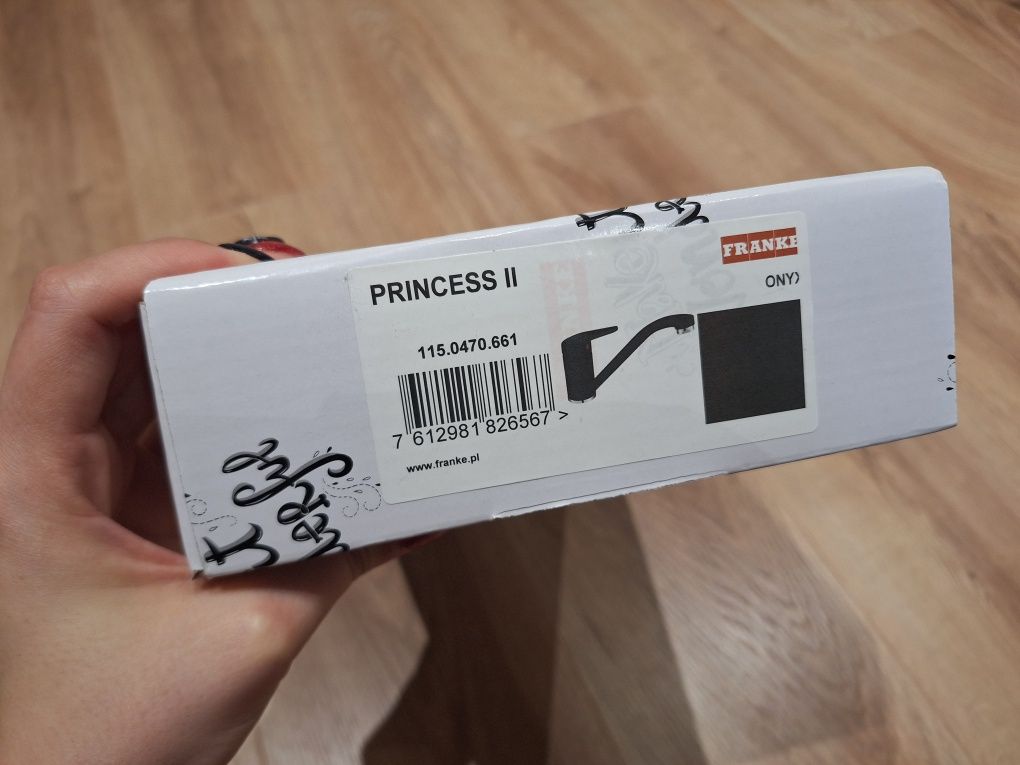 PRINCESS II
FRANKE
ONYX
115.0470.661
7 612981 826567 >
www.franke.pl